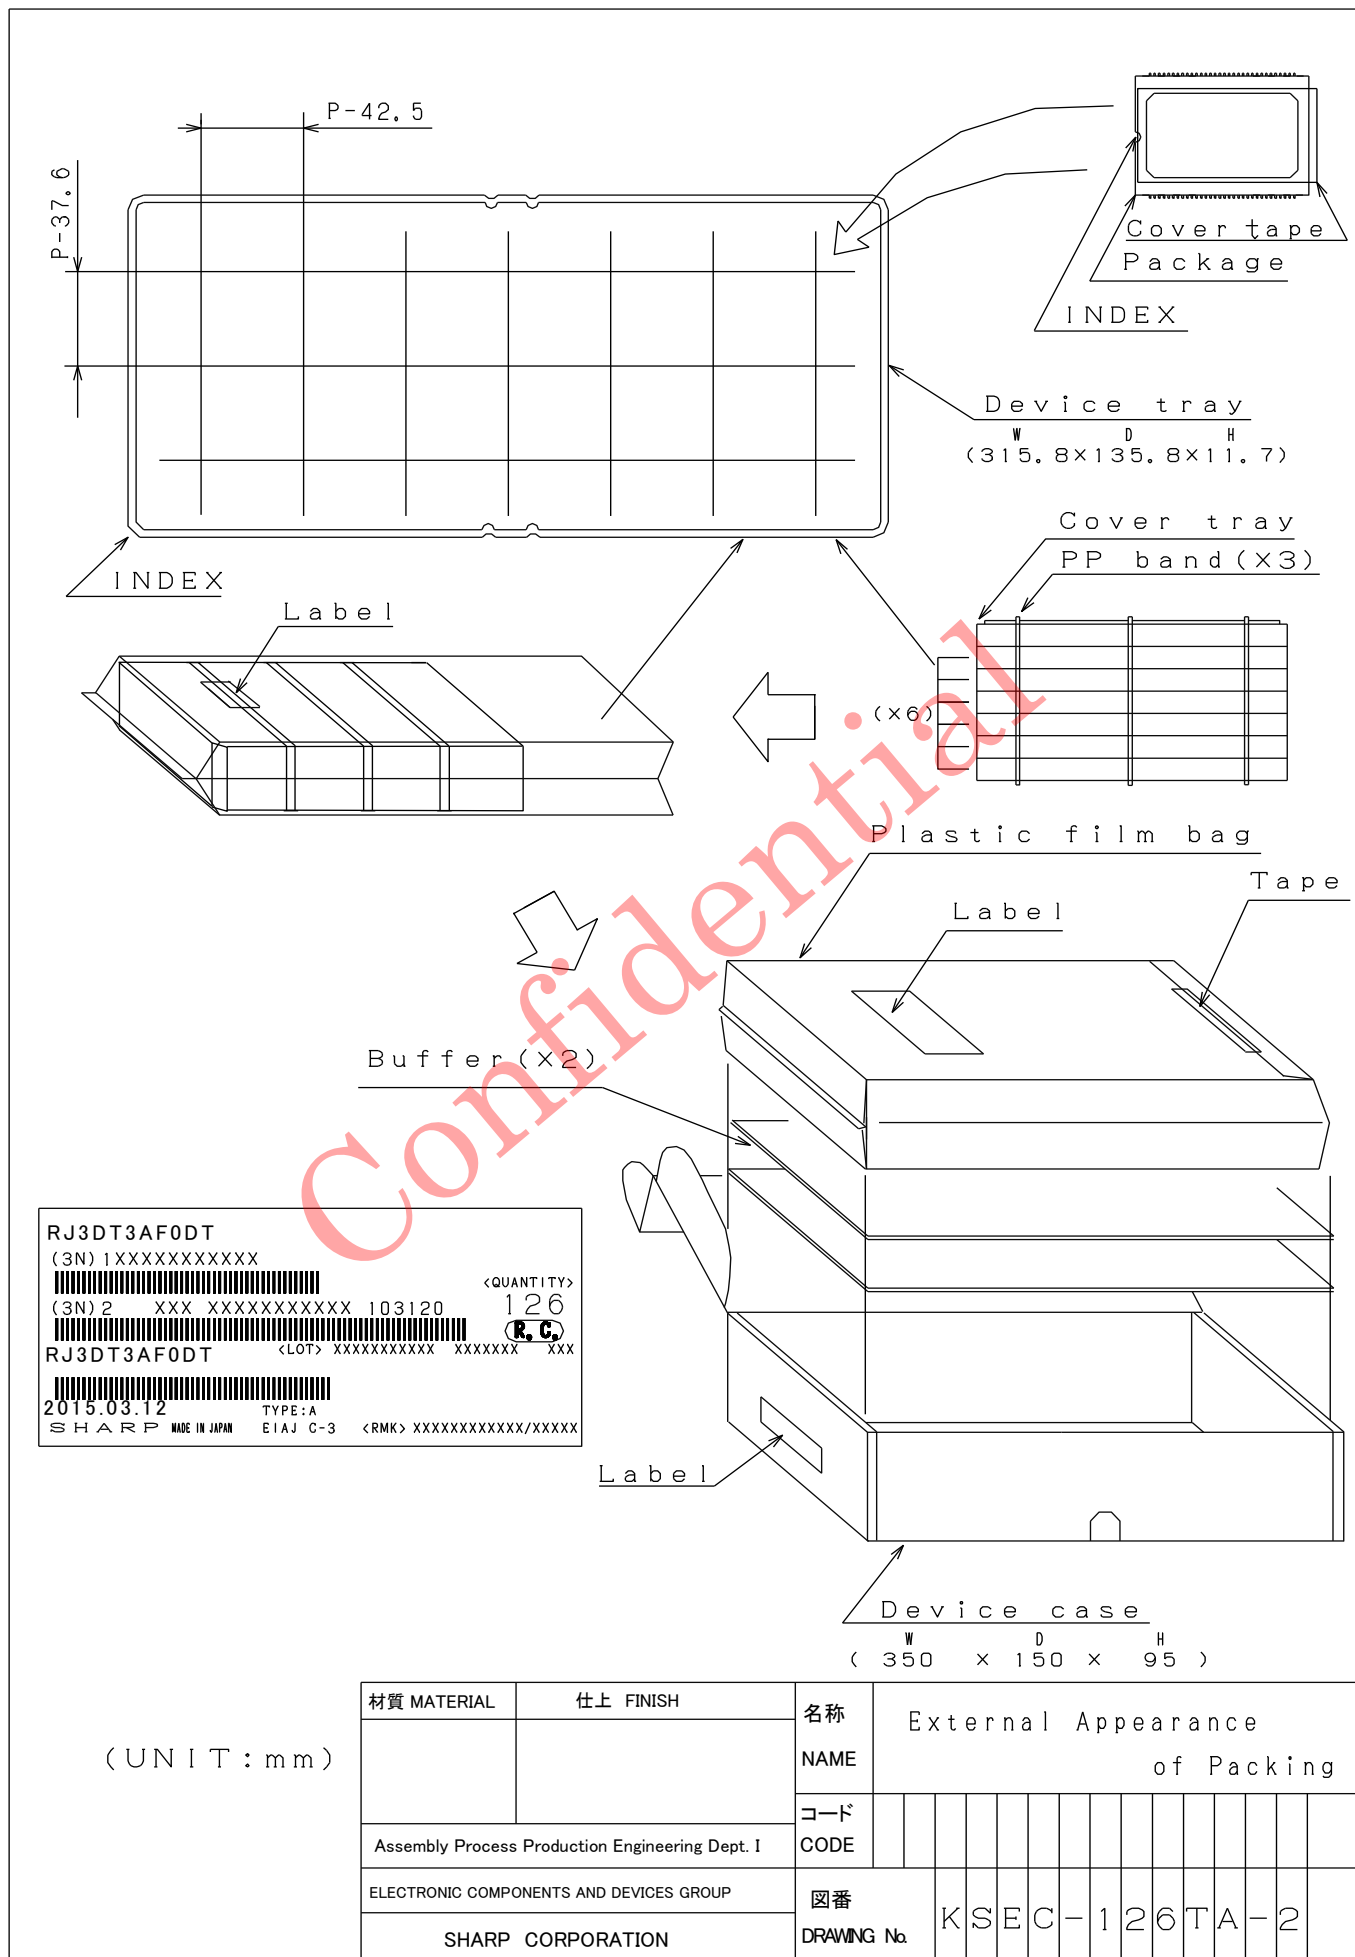 P-42.5
P-37.6
Cover tape
Package
INDEX
Device tray
W D H
(315.8×135.8×11.7)
Cover tray
PP band(×3)
INDEX
Label
(×6)
Plastic film bag
Tape
Label
Buffer(×2)
RJ3DT3AF0DT
(3N)1XXXXXXXXXXX
<QUANTITY>
(3N)2 XXX XXXXXXXXXXX 103120
126
R.C.
RJ3DT3AF0DT
<LOT> XXXXXXXXXXX XXXXXXX XXX
2015.03.12
TYPE:A
SHARP MADE IN JAPAN EIAJ C-3 <RMK> XXXXXXXXXXXX/XXXXX
Label
Device case
W D H
( 350 × 150 × 95 )
Confidential
(UNIT:mm)
材質 MATERIAL
仕上 FINISH
名称
NAME
External Appearance
of Packing
コード
CODE
Assembly Process Production Engineering Dept. I
ELECTRONIC COMPONENTS AND DEVICES GROUP
SHARP CORPORATION
図番
DRAWING No.
KSEC-126TA-2